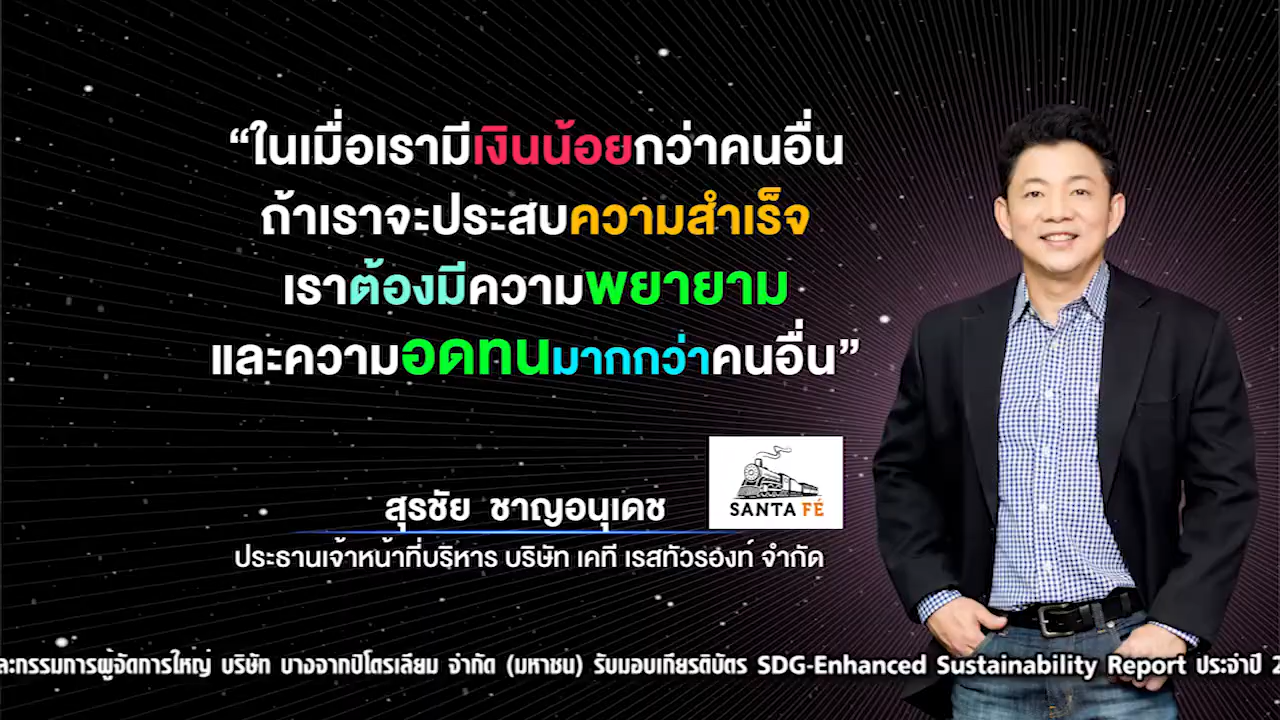 “ในเมื่อเรามีเงินน้อยกว่าคนอื่น
ถ้าเราจะประสบความสำเร็จ
เราต้องมีความพยายาม
และความอดทนมากกว่าคนอื่น”
SANTA FÉ
สุรชัย ชาญอนุเดช
ประธานเจ้าหน้าที่บริหาร บริษัท เคที เรสทัวรองท์ จำกัด
ละกรรมการผู้จัดการใหญ่ บริษัท บางจากปิโตรเลียม จำกัด (มหาชน) รับมอบเกียรติบัตร SDG-Enhanced Sustainability Report ประจำปี 2